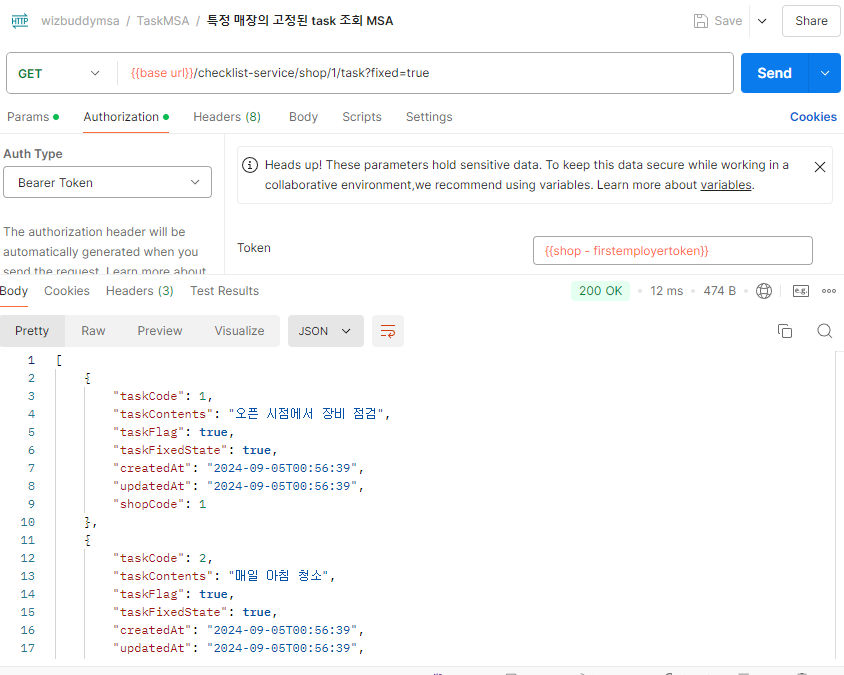 HTTP wizbuddymsa / TaskMSA / 특정 매장의 고정된 task 조회 MSA Save Share
GET {{base url}}/checklist-service/shop/1/task?fixed=true Send
Params Authorization Headers (8) Body Scripts Settings Cookies
Auth Type
Bearer Token
The authorization header will be
automatically generated when you
send the request. Learn more about
Heads up! These parameters hold sensitive data. To keep this data secure while working in a
collaborative environment,we recommend using variables. Learn more about variables.
Token {{shop - firstemployertoken}}
Body Cookies Headers (3) Test Results 200 OK 12 ms 474 B e.g.
Pretty Raw Preview Visualize JSON
1 [
2 {
3 "taskCode": 1,
4 "taskContents": "오픈 시점에서 장비 점검",
5 "taskFlag": true,
6 "taskFixedState": true,
7 "createdAt": "2024-09-05T00:56:39",
8 "updatedAt": "2024-09-05T00:56:39",
9 "shopCode": 1
10 },
11 {
12 "taskCode": 2,
13 "taskContents": "매일 아침 청소",
14 "taskFlag": true,
15 "taskFixedState": true,
16 "createdAt": "2024-09-05T00:56:39",
17 "updatedAt": "2024-09-05T00:56:39",